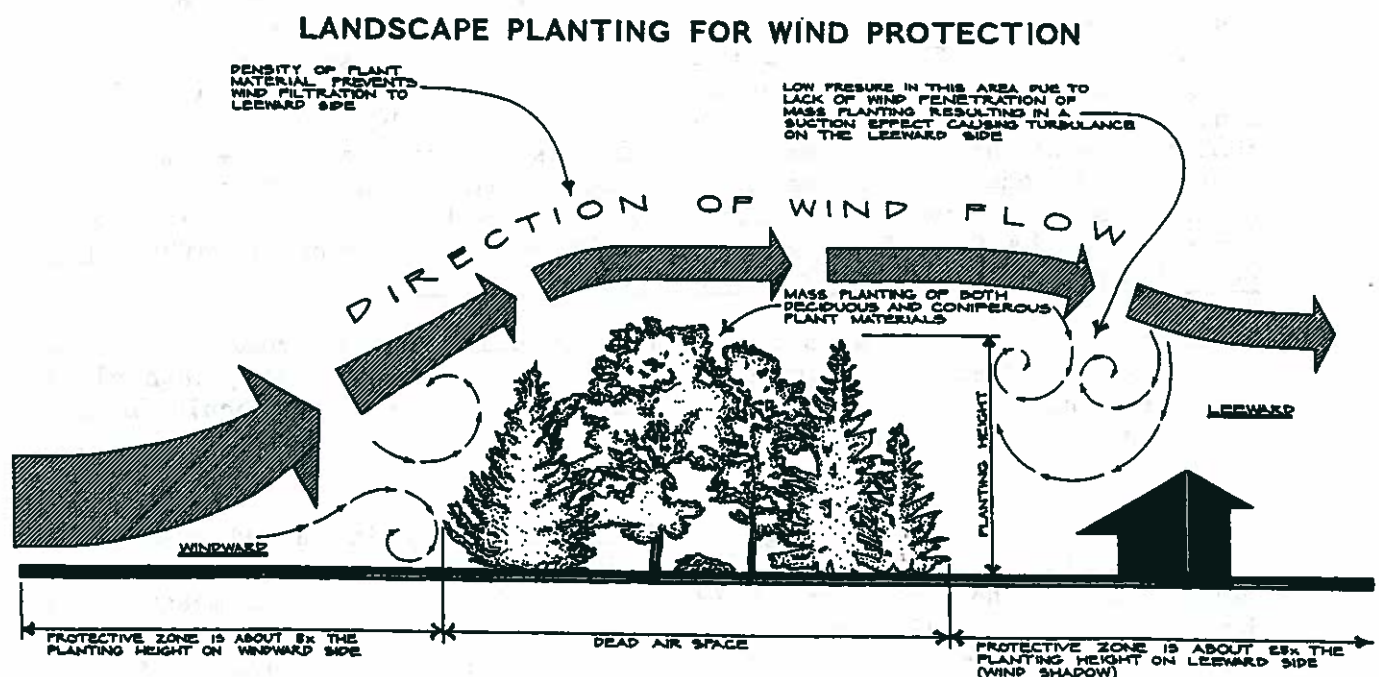 LANDSCAPE PLANTING FOR WIND PROTECTION
DENSITY OF PLANT
MATERIAL PREVENTS
WIND FILTRATION TO
LEEWARD SIDE
LOW PRESURE IN THIS AREA DUE TO
LACK OF WIND PENETRATION OF
MASS PLANTING RESULTING IN A
SUCTION EFFECT CAUSING TURBULANCE
ON THE LEEWARD SIDE
DIRECTION OF WIND FLOW
MASS PLANTING OF BOTH
DECIDUOUS AND CONIFEROUS
PLANT MATERIALS
PLANTING HEIGHT
LEEWARD
WINDWARD
PROTECTIVE ZONE IS ABOUT 5x THE
PLANTING HEIGHT ON WINDWARD SIDE
DEAD AIR SPACE
PROTECTIVE ZONE IS ABOUT 25x THE
PLANTING HEIGHT ON LEEWARD SIDE
(WIND SHADOW)